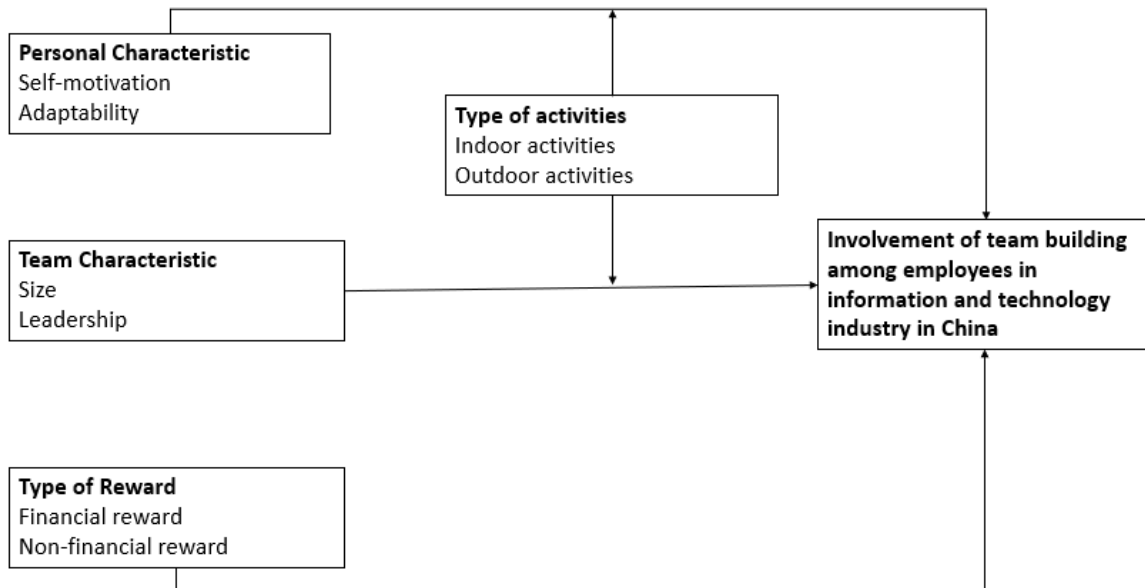 Personal Characteristic
Self-motivation
Adaptability
Type of activities
Indoor activities
Outdoor activities
Team Characteristic
Size
Leadership
Involvement of team building
among employees in
information and technology
industry in China
Type of Reward
Financial reward
Non-financial reward